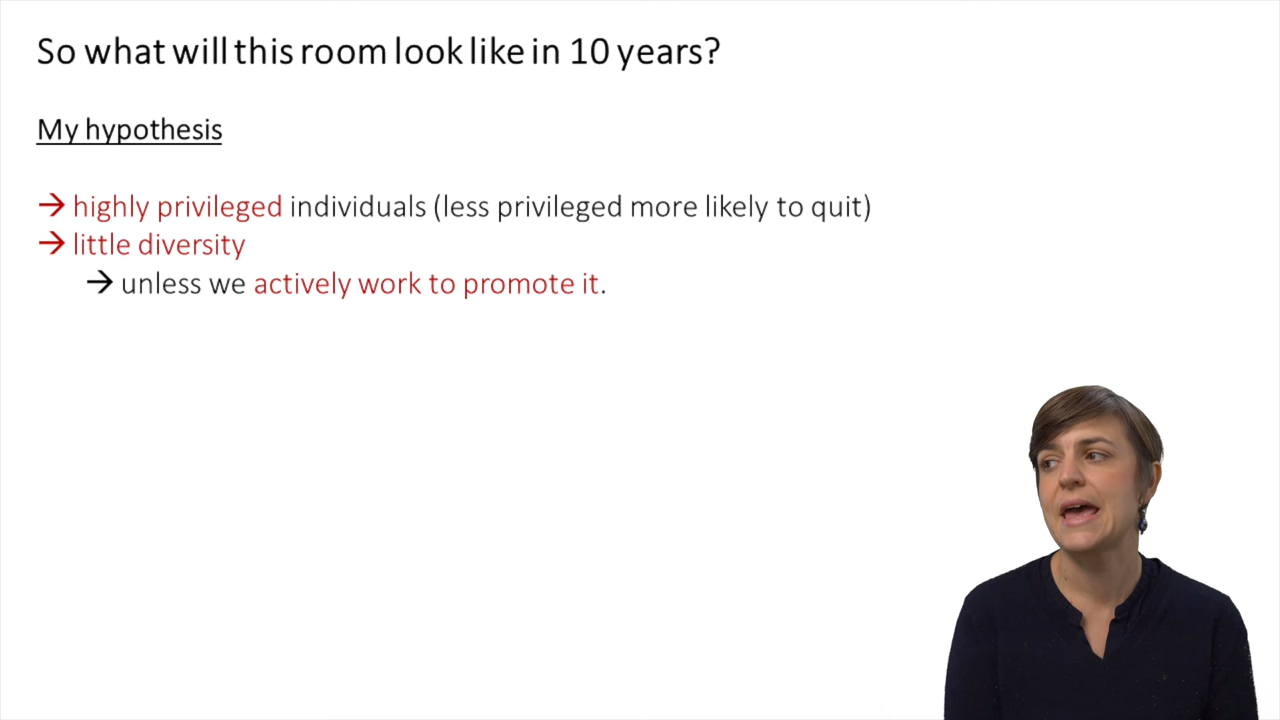 So what will this room look like in 10 years?
My hypothesis
→ highly privileged individuals (less privileged more likely to quit)
→ little diversity
→ unless we actively work to promote it.